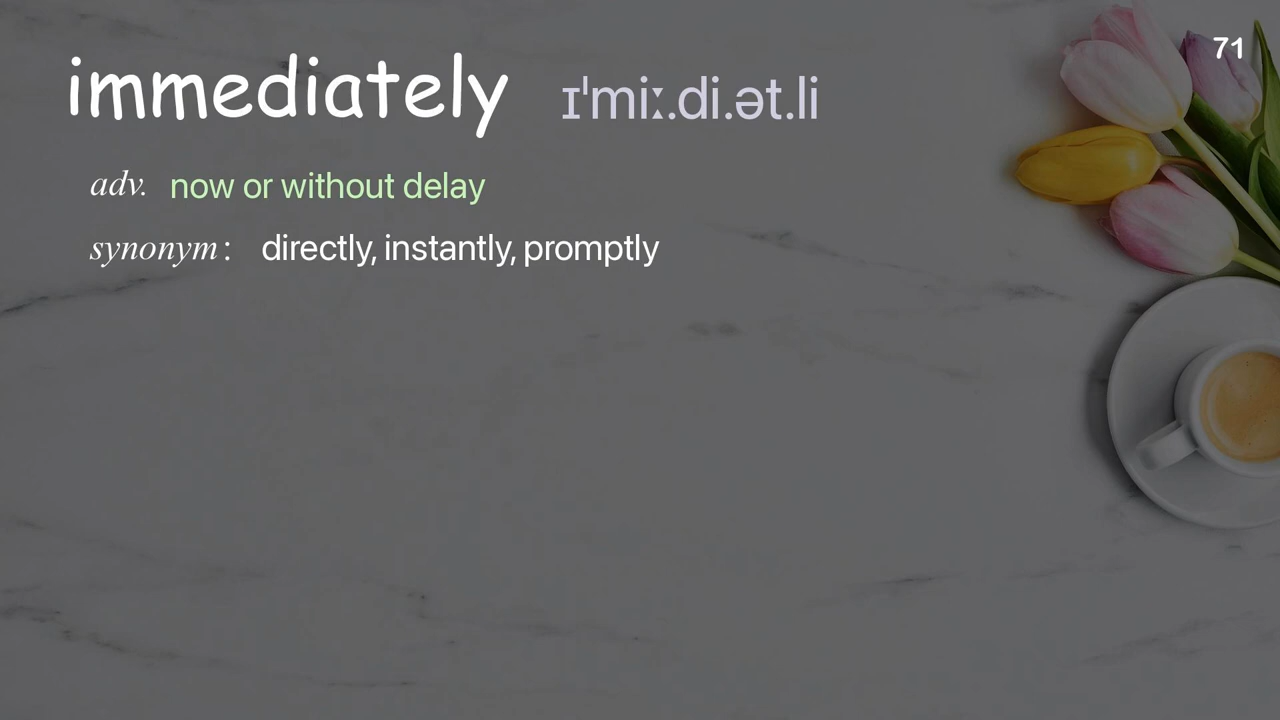 71
immediately ɪˈmiː.di.ət.li
adv. now or without delay
synonym : directly, instantly, promptly